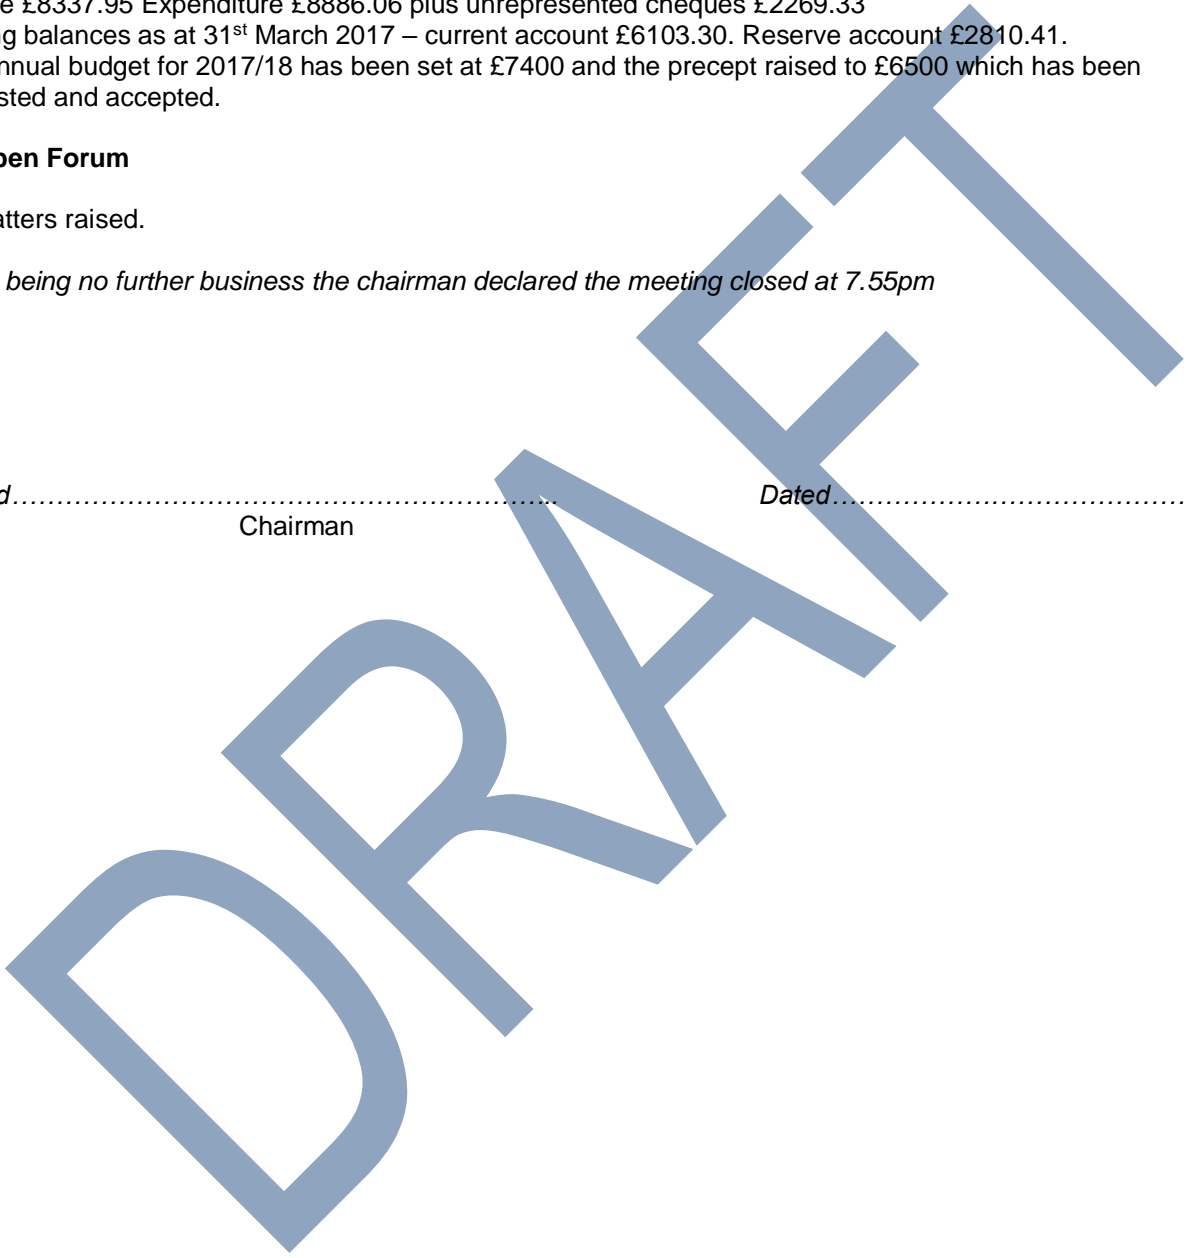 e £8337.95 Expenditure £8886.06 plus unrepresented cheques £2269.33
ng balances as at 31st March 2017 – current account £6103.30. Reserve account £2810.41.
nnual budget for 2017/18 has been set at £7400 and the precept raised to £6500 which has been
sted and accepted.
pen Forum
atters raised.
being no further business the chairman declared the meeting closed at 7.55pm
d…………………………………………………….. Dated…………………………………
Chairman
DRAFT